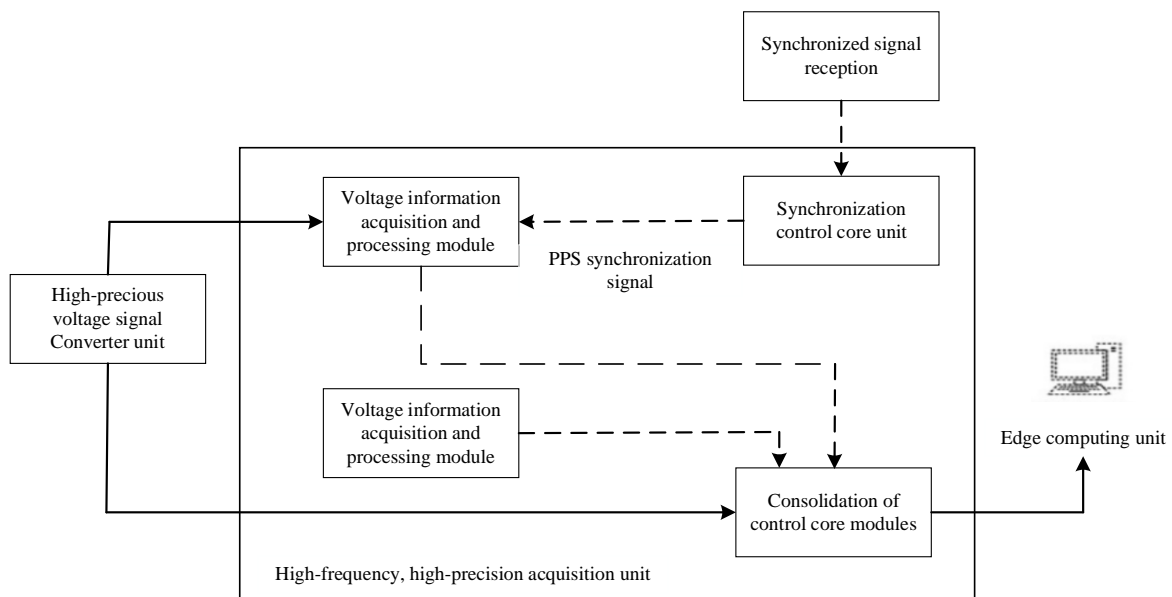 Synchronized signal
reception
Voltage information
acquisition and
processing module
Synchronization
control core unit
PPS synchronization
signal
High-precious
voltage signal
Converter unit
Voltage information
acquisition and
processing module
Edge computing unit
Consolidation of
control core modules
High-frequency, high-precision acquisition unit